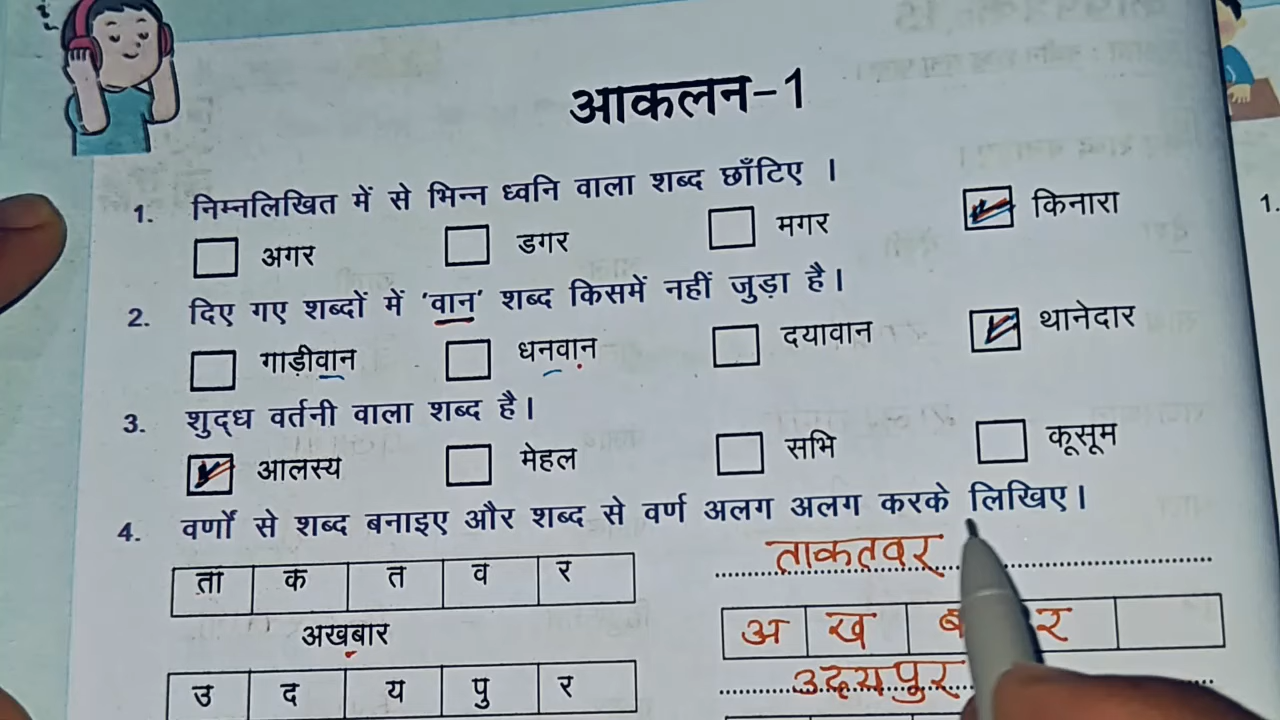 आकलन-1
1. निम्नलिखित में से भिन्न ध्वनि वाला शब्द छाँटिए ।
अगर डगर मगर किनारा
2. दिए गए शब्दों में 'वान' शब्द किसमें नहीं जुड़ा है।
गाड़ीवान धनवान दयावान थानेदार
3. शुद्ध वर्तनी वाला शब्द है।
आलस्य मेहल सभि कूसूम
4. वर्णों से शब्द बनाइए और शब्द से वर्ण अलग अलग करके लिखिए।
ता क त व र ताकतवर
अखबार अ ख र
उ द य पु र उदयपुर
1.